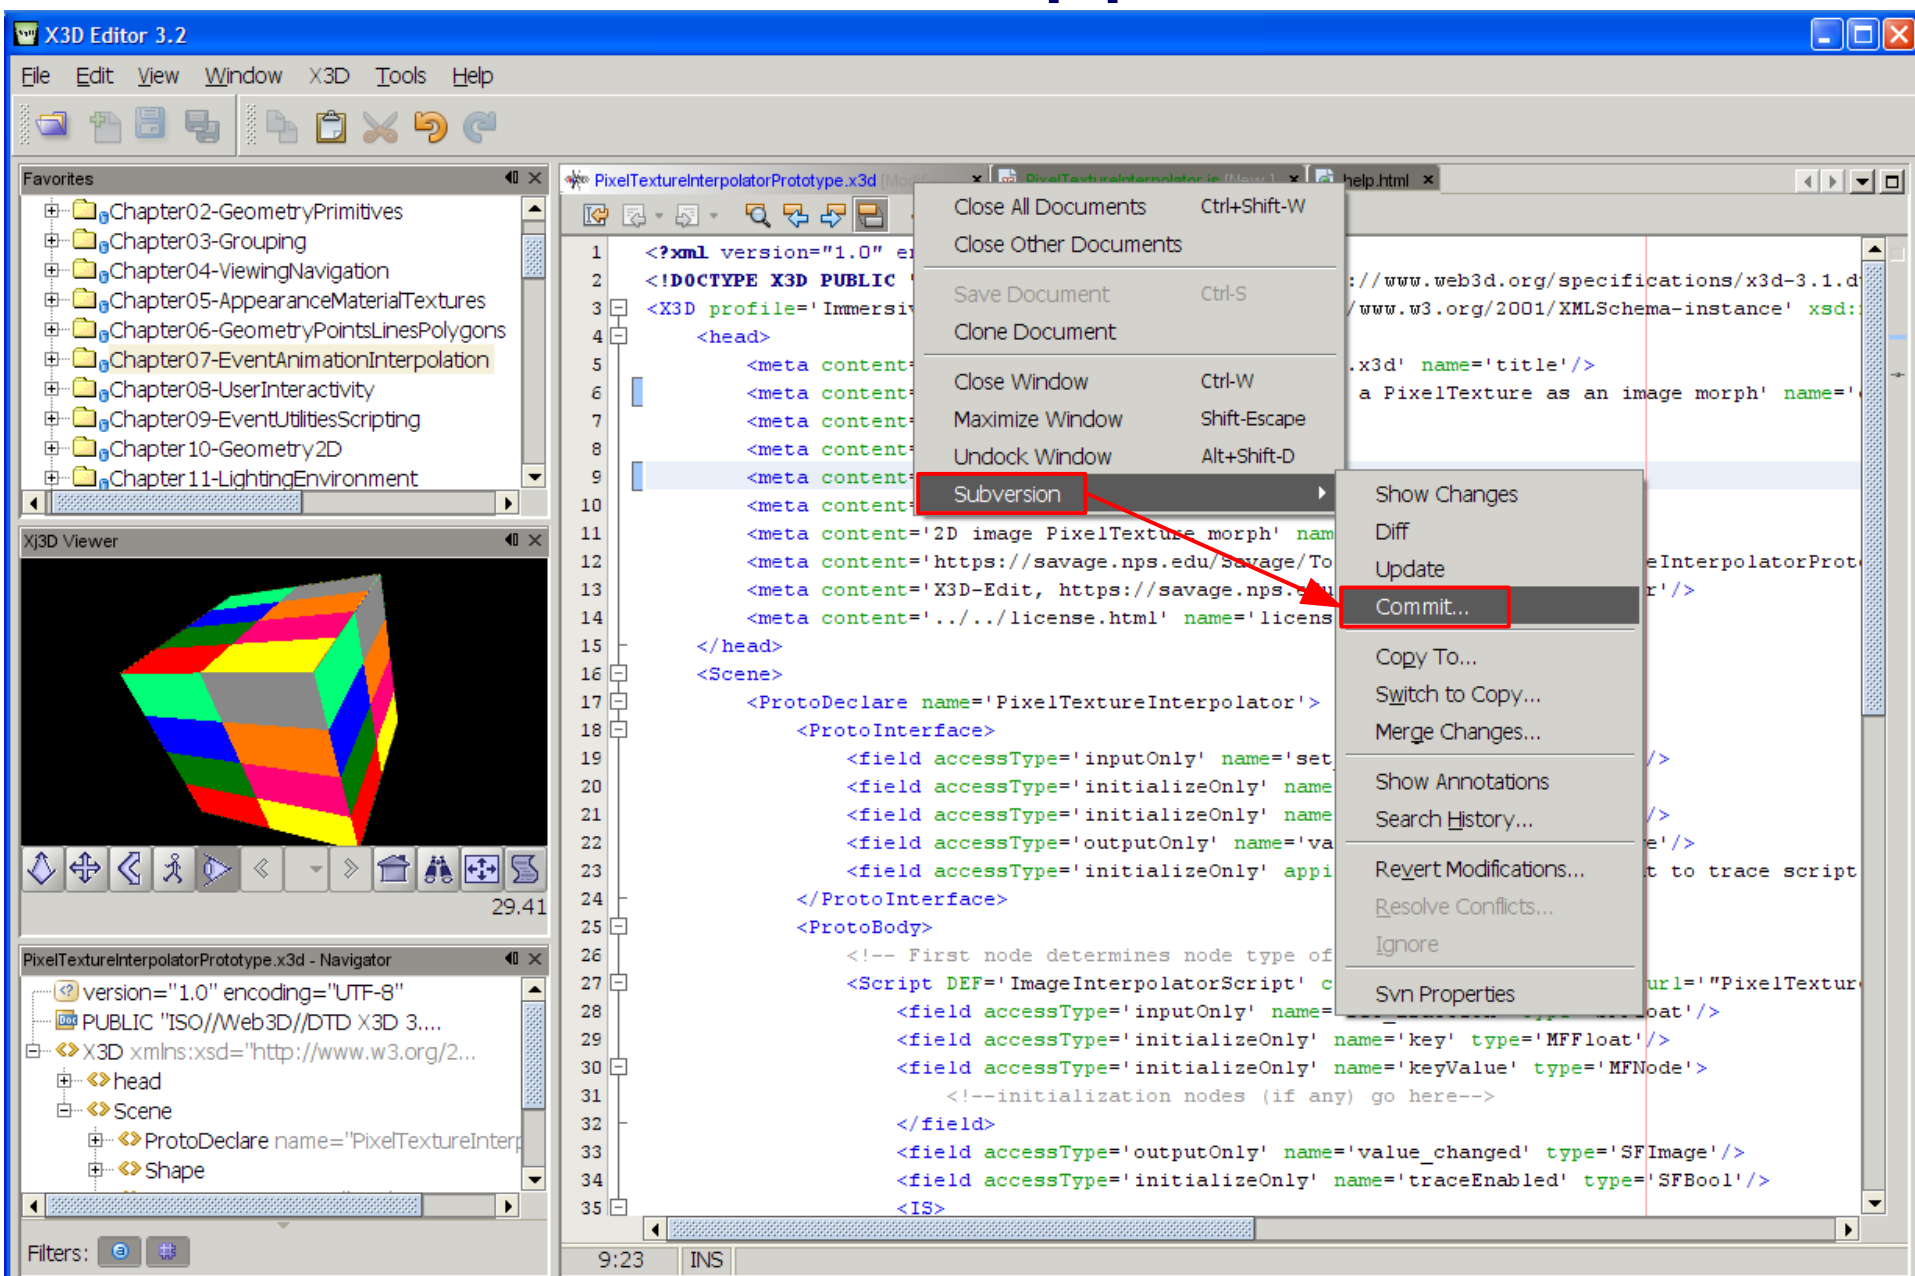 X3D Editor 3.2
File Edit View Window X3D Tools Help
Favorites
Chapter02-GeometryPrimitives
Chapter03-Grouping
Chapter04-ViewingNavigation
Chapter05-AppearanceMaterialTextures
Chapter06-GeometryPointsLinesPolygons
Chapter07-EventAnimationInterpolation
Chapter08-UserInteractivity
Chapter09-EventUtilitiesScripting
Chapter10-Geometry2D
Chapter11-LightingEnvironment
Xj3D Viewer
29.41
PixelTextureInterpolatorPrototype.x3d - Navigator
version="1.0" encoding="UTF-8"
PUBLIC "ISO//Web3D//DTD X3D 3....
X3D xmlns:xsd="http://www.w3.org/2...
head
Scene
ProtoDeclare name="PixelTextureInterp
Shape
Filters:
PixelTextureInterpolatorPrototype.x3d
help.html
1 <?xml version="1.0"
2 <!DOCTYPE X3D PUBLIC ://www.web3d.org/specifications/x3d-3.1.d
3 <X3D profile='Immersiv /www.w3.org/2001/XMLSchema-instance' xsd:
4 <head>
5 <meta content= .x3d' name='title'/>
6 <meta content= a PixelTexture as an image morph' name='
7 <meta content=
8 <meta content=
9 <meta content=
10 <meta content=
11 <meta content='2D image PixelTexture morph' nam
12 <meta content='https://savage.nps.edu/Savage/To eInterpolatorProt
13 <meta content='X3D-Edit, https://savage.nps.edu r'/>
14 <meta content='../../license.html' name='licens
15 </head>
16 <Scene>
17 <ProtoDeclare name='PixelTextureInterpolator'>
18 <ProtoInterface>
19 <field accessType='inputOnly' name='set_ />
20 <field accessType='initializeOnly' name
21 <field accessType='initializeOnly' name />
22 <field accessType='outputOnly' name='va e'/>
23 <field accessType='initializeOnly' appi t to trace script
24 </ProtoInterface>
25 <ProtoBody>
26 <!-- First node determines node type of
27 <Script DEF='ImageInterpolatorScript' c url='"PixelTextur
28 <field accessType='inputOnly' name= oat'/>
29 <field accessType='initializeOnly' name='key' type='MFFloat'/>
30 <field accessType='initializeOnly' name='keyValue' type='MFNode'>
31 <!--initialization nodes (if any) go here-->
32 </field>
33 <field accessType='outputOnly' name='value_changed' type='SFImage'/>
34 <field accessType='initializeOnly' name='traceEnabled' type='SFBool'/>
35 <IS>
9:23 INS
Close All Documents Ctrl+Shift-W
Close Other Documents
Save Document Ctrl-S
Clone Document
Close Window Ctrl-W
Maximize Window Shift-Escape
Undock Window Alt+Shift-D
Subversion
Show Changes
Diff
Update
Commit...
Copy To...
Switch to Copy...
Merge Changes...
Show Annotations
Search History...
Revert Modifications...
Resolve Conflicts...
Ignore
Svn Properties